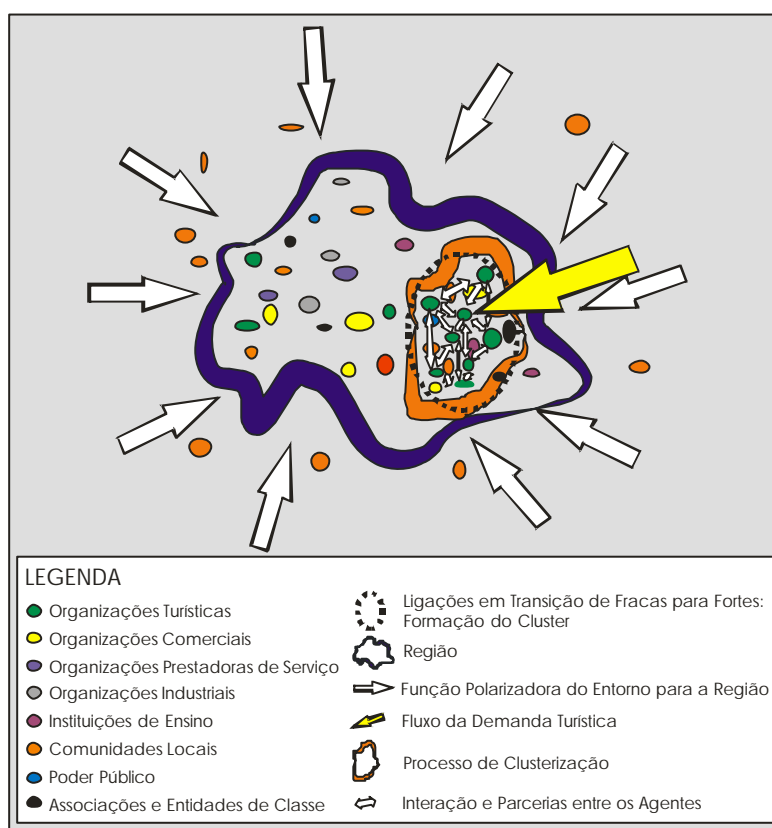 LEGENDA
Organizações Turísticas
Organizações Comerciais
Organizações Prestadoras de Serviço
Organizações Industriais
Instituições de Ensino
Comunidades Locais
Poder Público
Associações e Entidades de Classe
Ligações em Transição de Fracas para Fortes:
Formação do Cluster
Região
Função Polarizadora do Entorno para a Região
Fluxo da Demanda Turística
Processo de Clusterização
Interação e Parcerias entre os Agentes